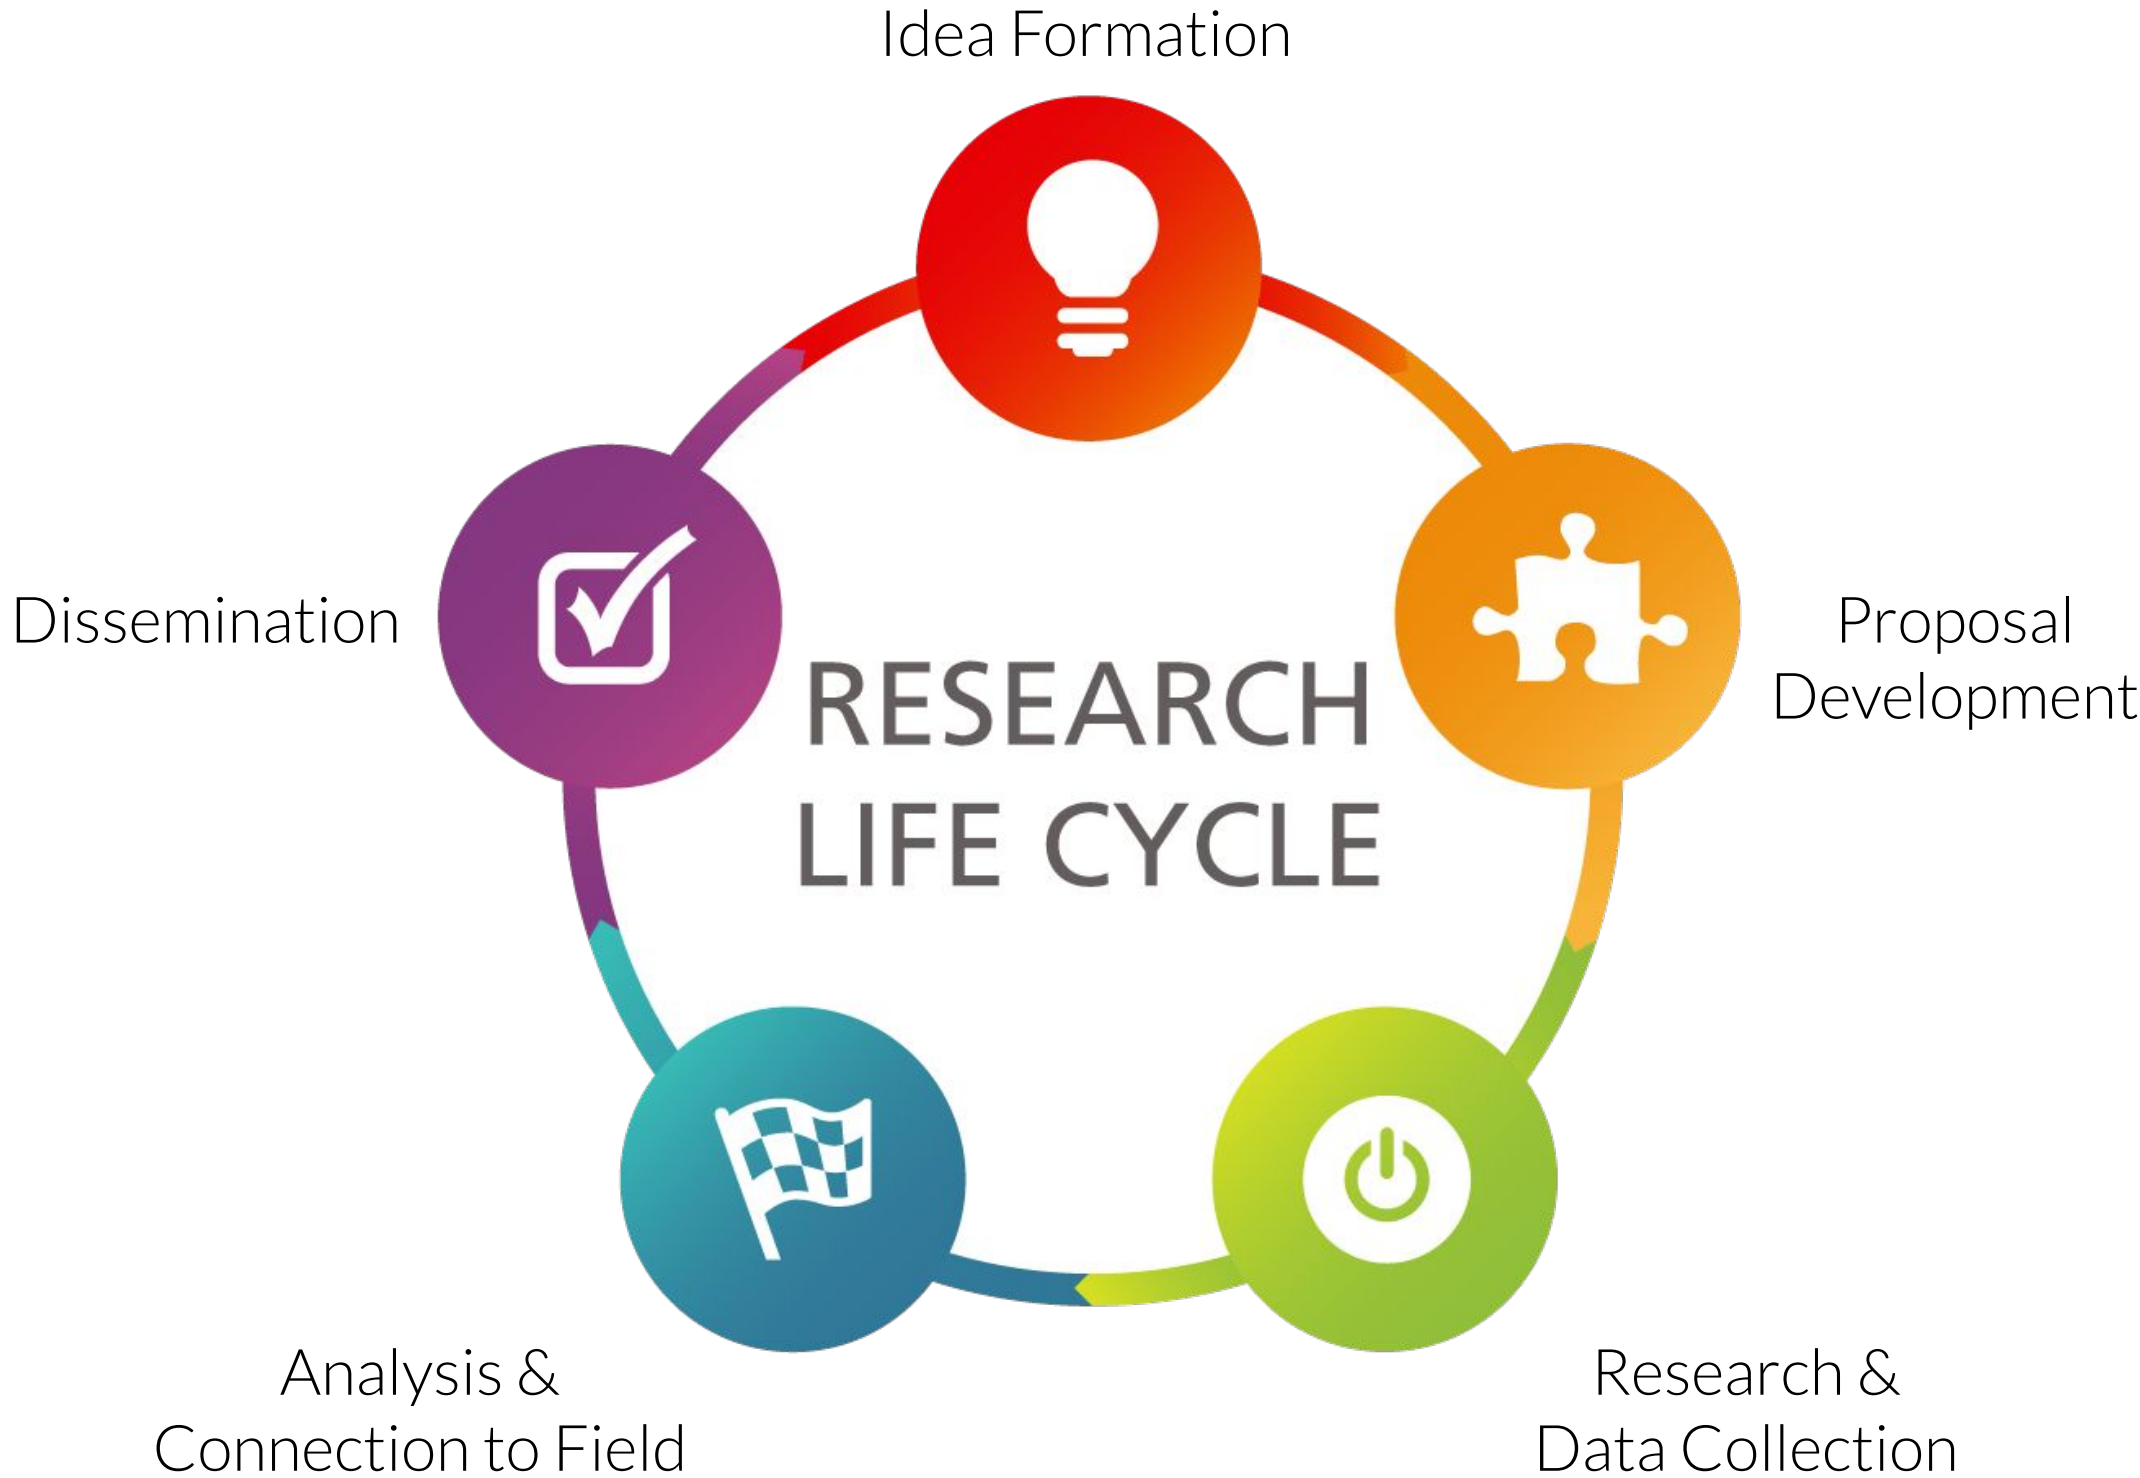 Idea Formation
Proposal
Development
Research &
Data Collection
Analysis &
Connection to Field
Dissemination
RESEARCH
LIFE CYCLE